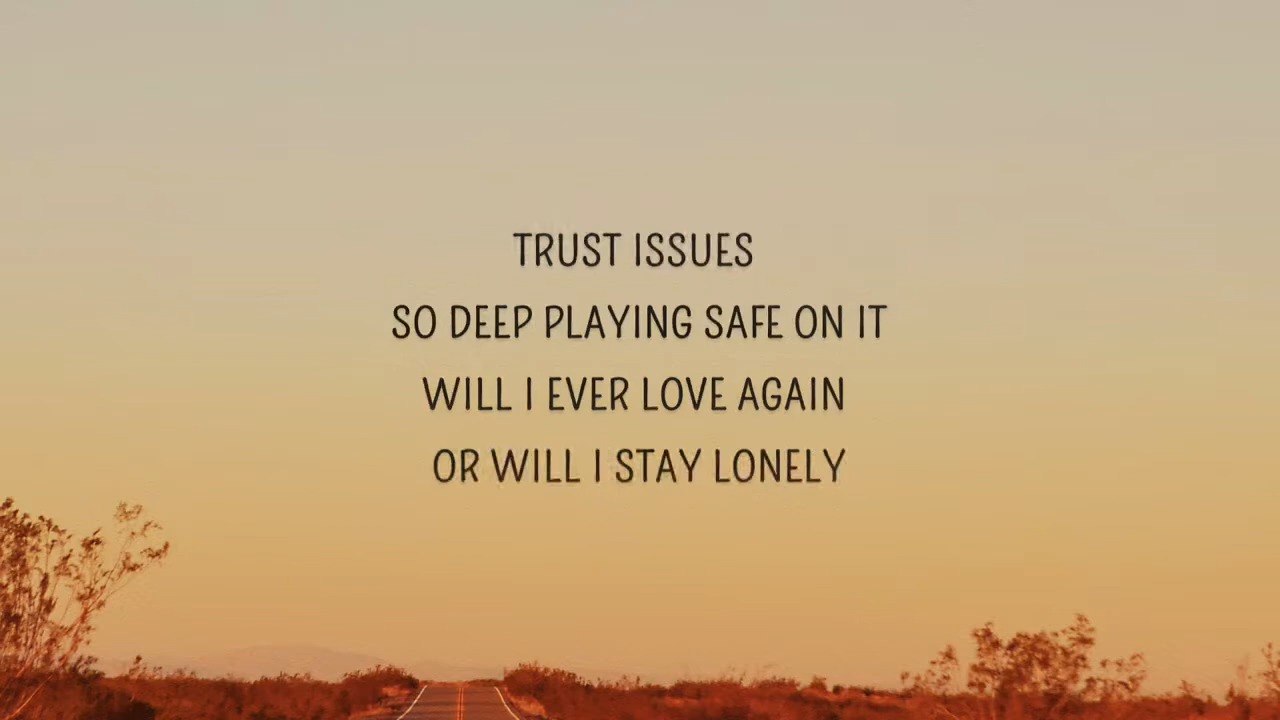 TRUST ISSUES
SO DEEP PLAYING SAFE ON IT
WILL I EVER LOVE AGAIN
OR WILL I STAY LONELY